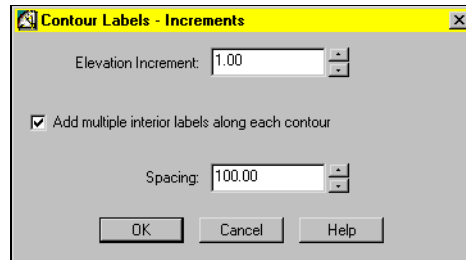 Contour Labels - Increments
Elevation Increment: 1.00
Add multiple interior labels along each contour
Spacing: 100.00
OK Cancel Help